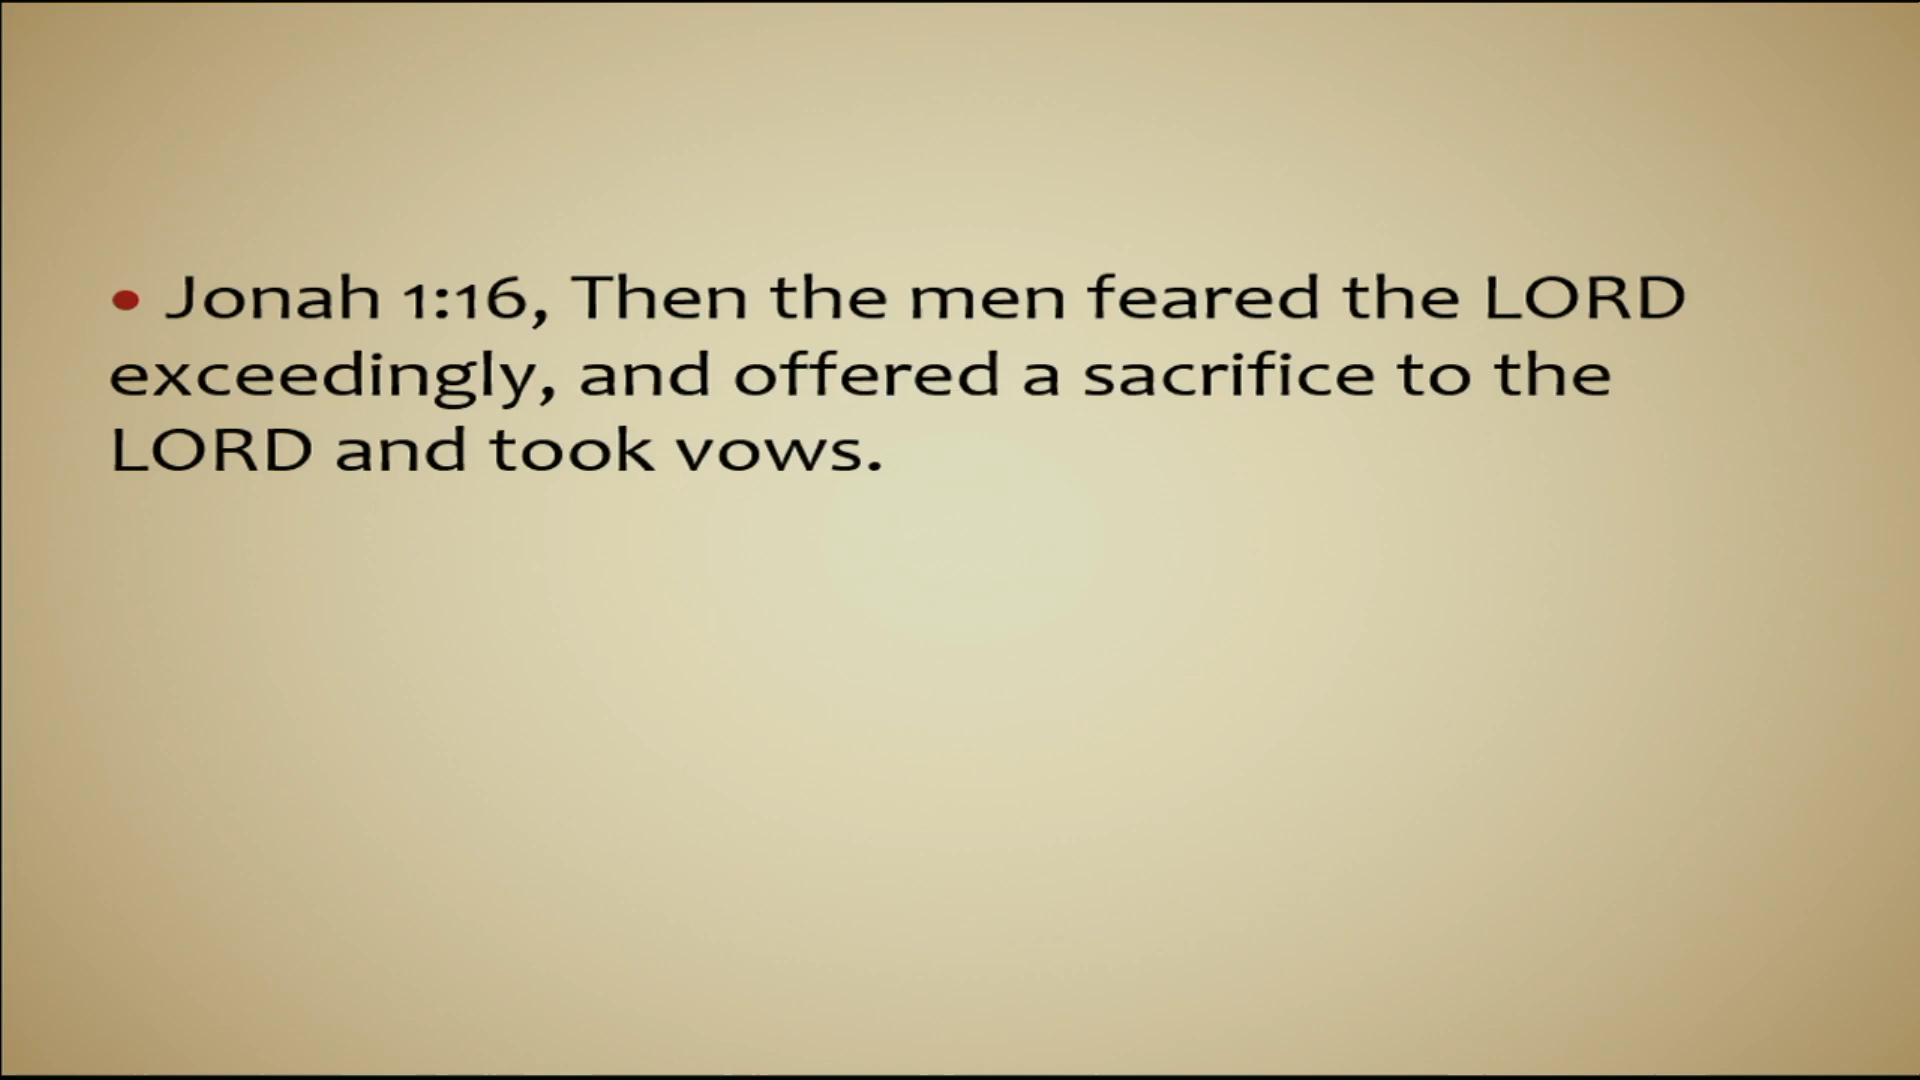 • Jonah 1:16, Then the men feared the LORD
exceedingly, and offered a sacrifice to the
LORD and took vows.